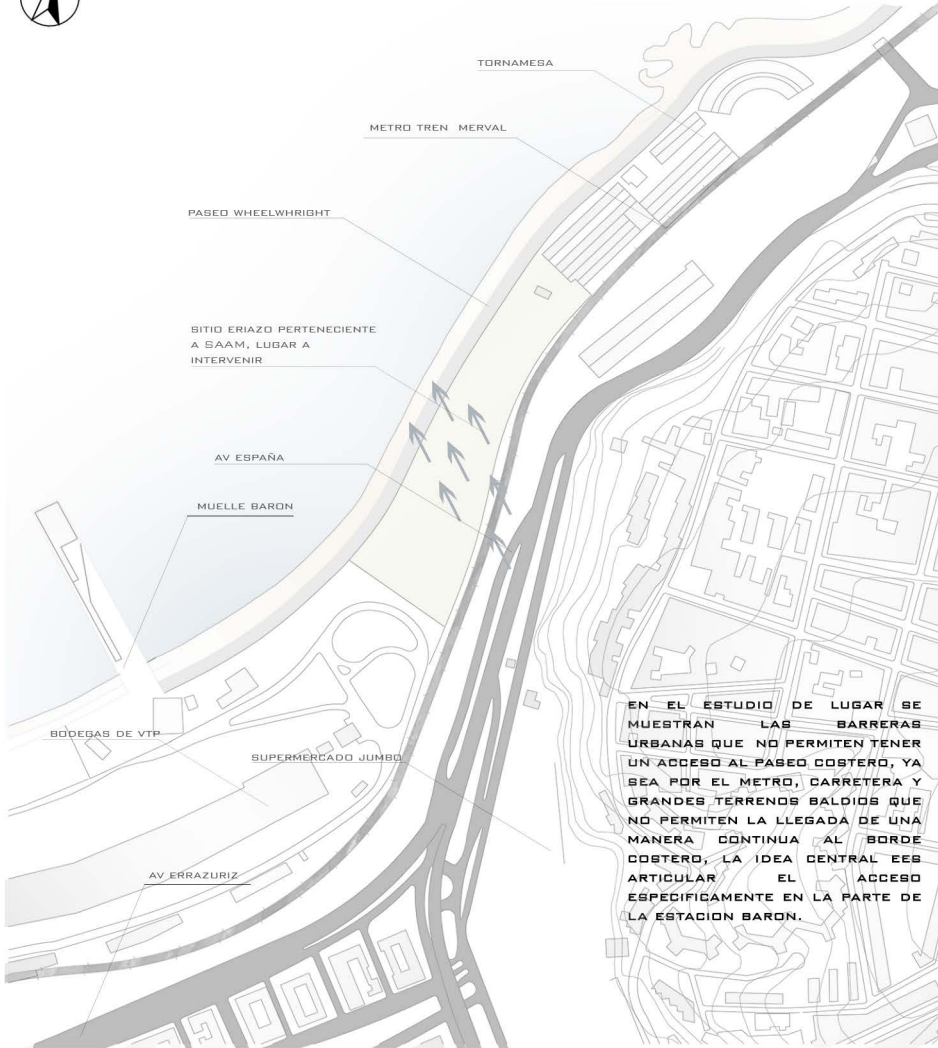 TORNAMESA
METRO TREN MERVAL
PASEO WHEELWHRIGHT
SITIO ERIAZO PERTENECIENTE
A SAAM, LUGAR A
INTERVENIR
AV ESPAÑA
MUELLE BARON
BODEGAS DE VTP
SUPERMERCADO JUMBO
AV ERRAZURIZ
EN EL ESTUDIO DE LUGAR SE
MUESTRAN LAS BARRERAS
URBANAS QUE NO PERMITEN TENER
UN ACCESO AL PASEO COSTERO, YA
SEA POR EL METRO, CARRETERA Y
GRANDES TERRENOS BALDIOS QUE
NO PERMITEN LA LLEGADA DE UNA
MANERA CONTINUA AL BORDE
COSTERO, LA IDEA CENTRAL EES
ARTICULAR EL ACCESO
ESPECIFICAMENTE EN LA PARTE DE
LA ESTACION BARON.